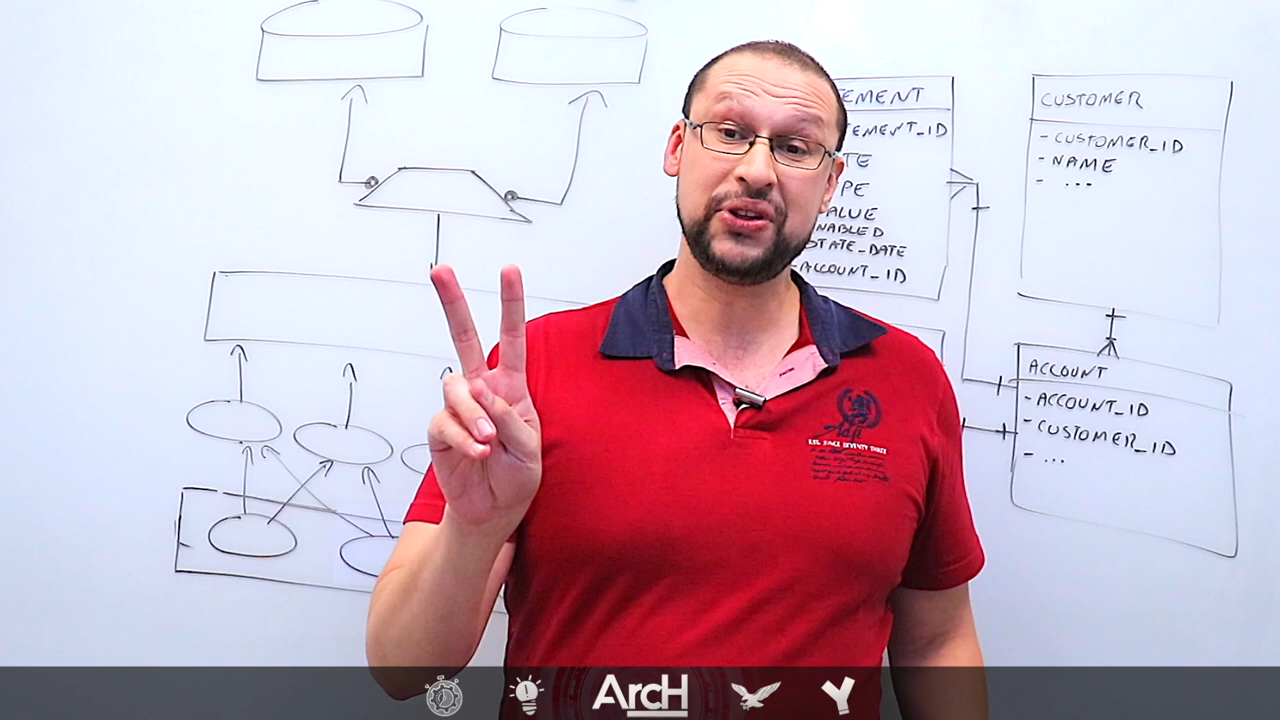 EMENT
EMENT_ID
TE
PE
ALUE
NABLED
STATE_DATE
-ACCOUNT_ID
CUSTOMER
-CUSTOMER_ID
-NAME
- ...
ACCOUNT
-ACCOUNT_ID
-CUSTOMER_ID
- ...
EST. SINCE SEVENTY THREE
ArcH